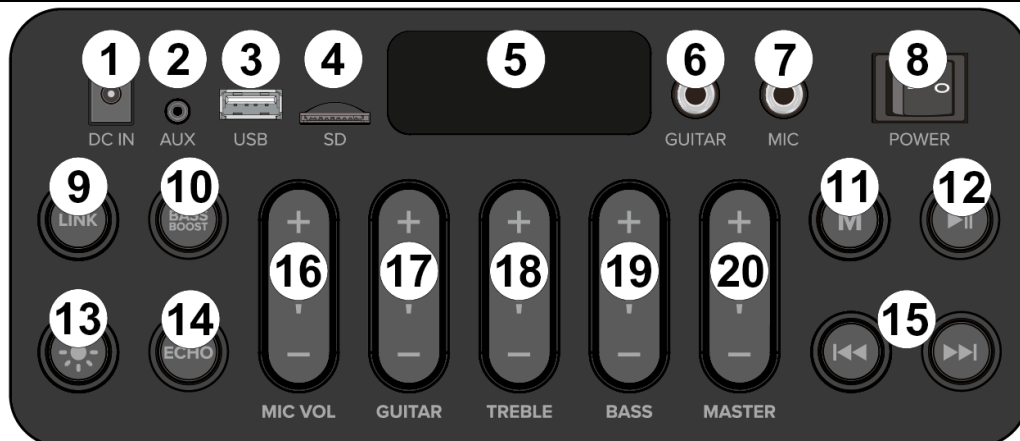 1 2 3 4 5 6 7 8
DC IN AUX USB SD GUITAR MIC POWER
9 10 11 12
LINK BASS BOOST M
16 17 18 19 20
13 14 15
ECHO
MIC VOL GUITAR TREBLE BASS MASTER